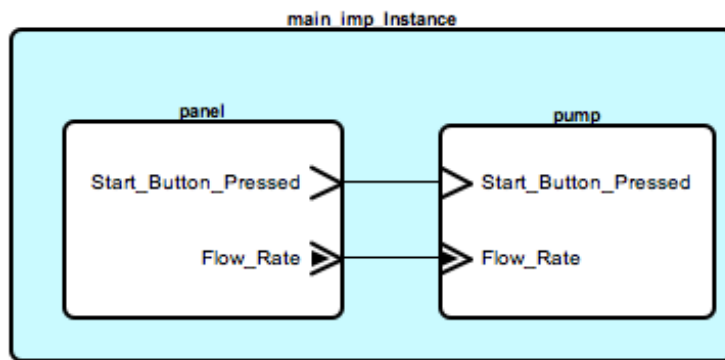 main_imp_Instance
panel
pump
Start_Button_Pressed
Start_Button_Pressed
Flow_Rate
Flow_Rate